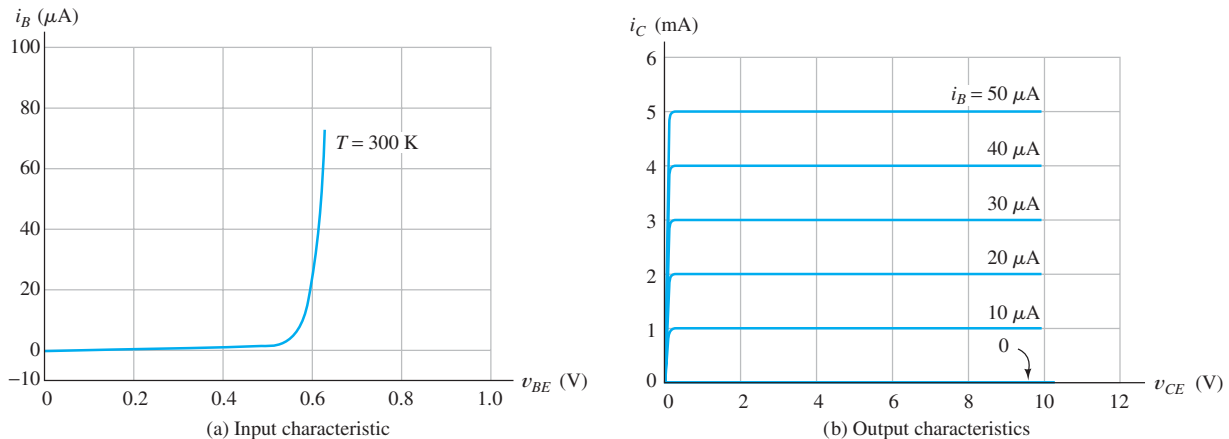 i_B (μA)
100
80
60
40
20
0
−10
T = 300 K
0
0.2
0.4
0.6
0.8
1.0
v_BE (V)
(a) Input characteristic
i_C (mA)
6
5
4
3
2
1
0
i_B = 50 μA
40 μA
30 μA
20 μA
10 μA
0
0
2
4
6
8
10
12
v_CE (V)
(b) Output characteristics